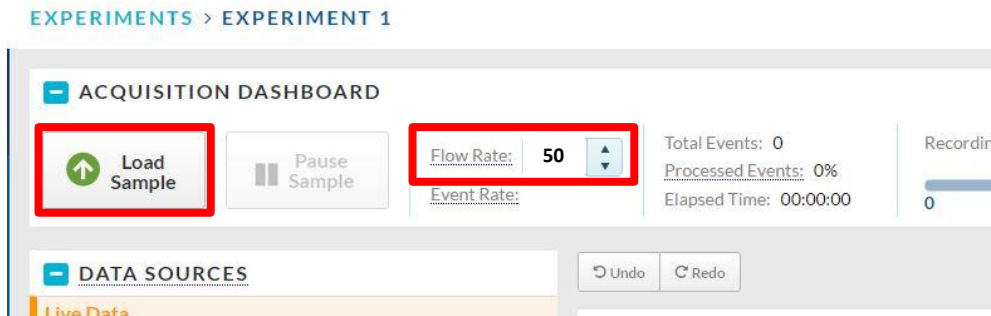 EXPERIMENTS > EXPERIMENT 1
ACQUISITION DASHBOARD
Load
Sample
Pause
Sample
Flow Rate: 50
Event Rate:
Total Events: 0
Processed Events: 0%
Elapsed Time: 00:00:00
Recordin
0
DATA SOURCES
Undo
Redo
Live Data